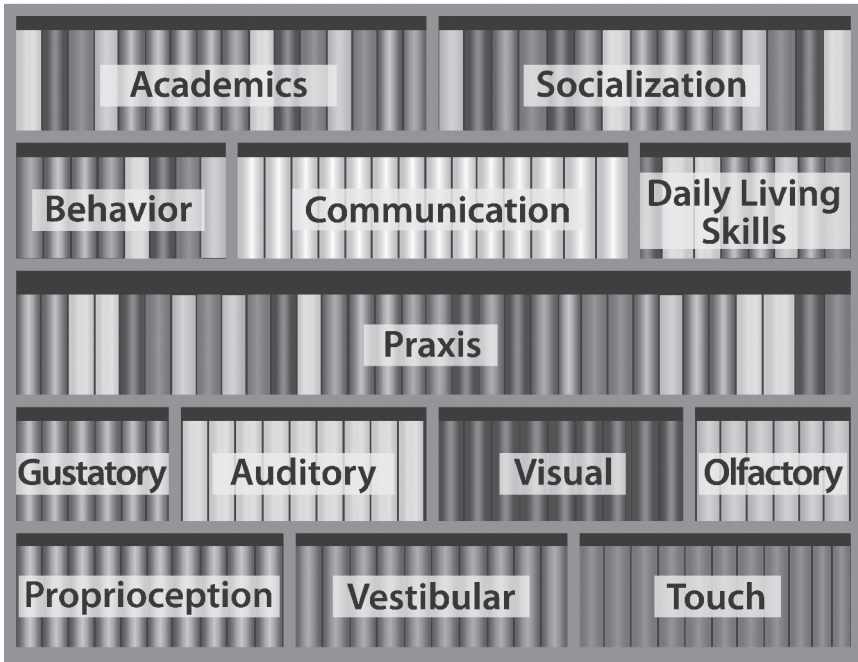 Academics
Socialization
Behavior
Communication
Daily Living
Skills
Praxis
Gustatory
Auditory
Visual
Olfactory
Proprioception
Vestibular
Touch